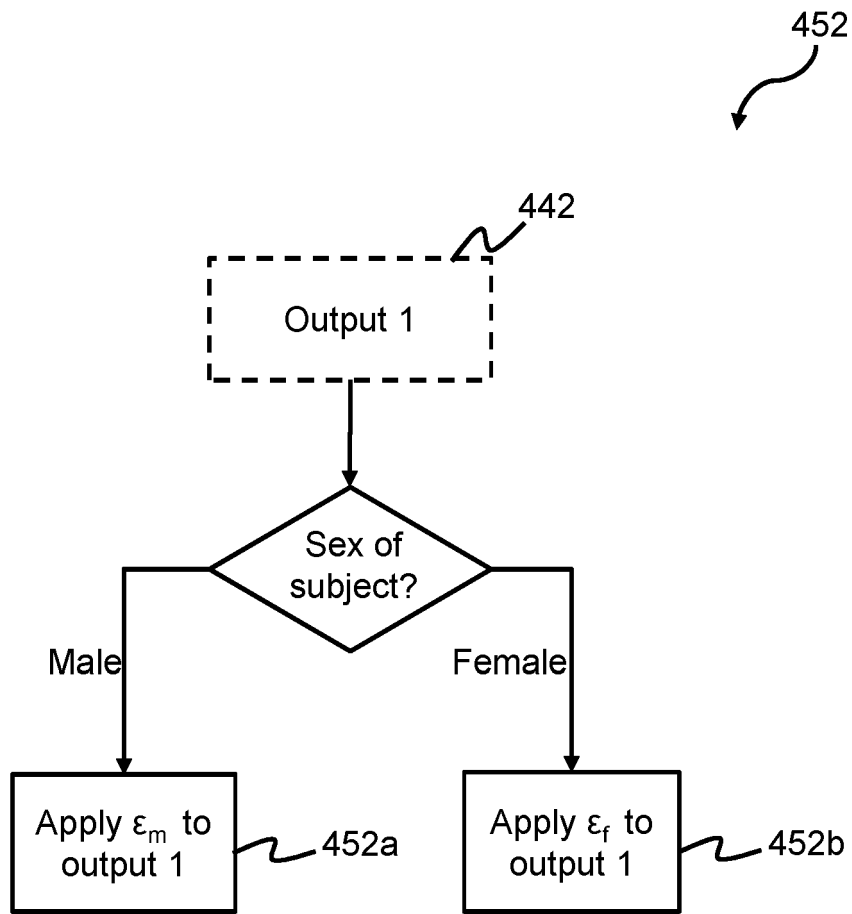 452
442
Output 1
Sex of
subject?
Male
Female
Apply εₘ to
output 1
452a
Apply ε_f to
output 1
452b